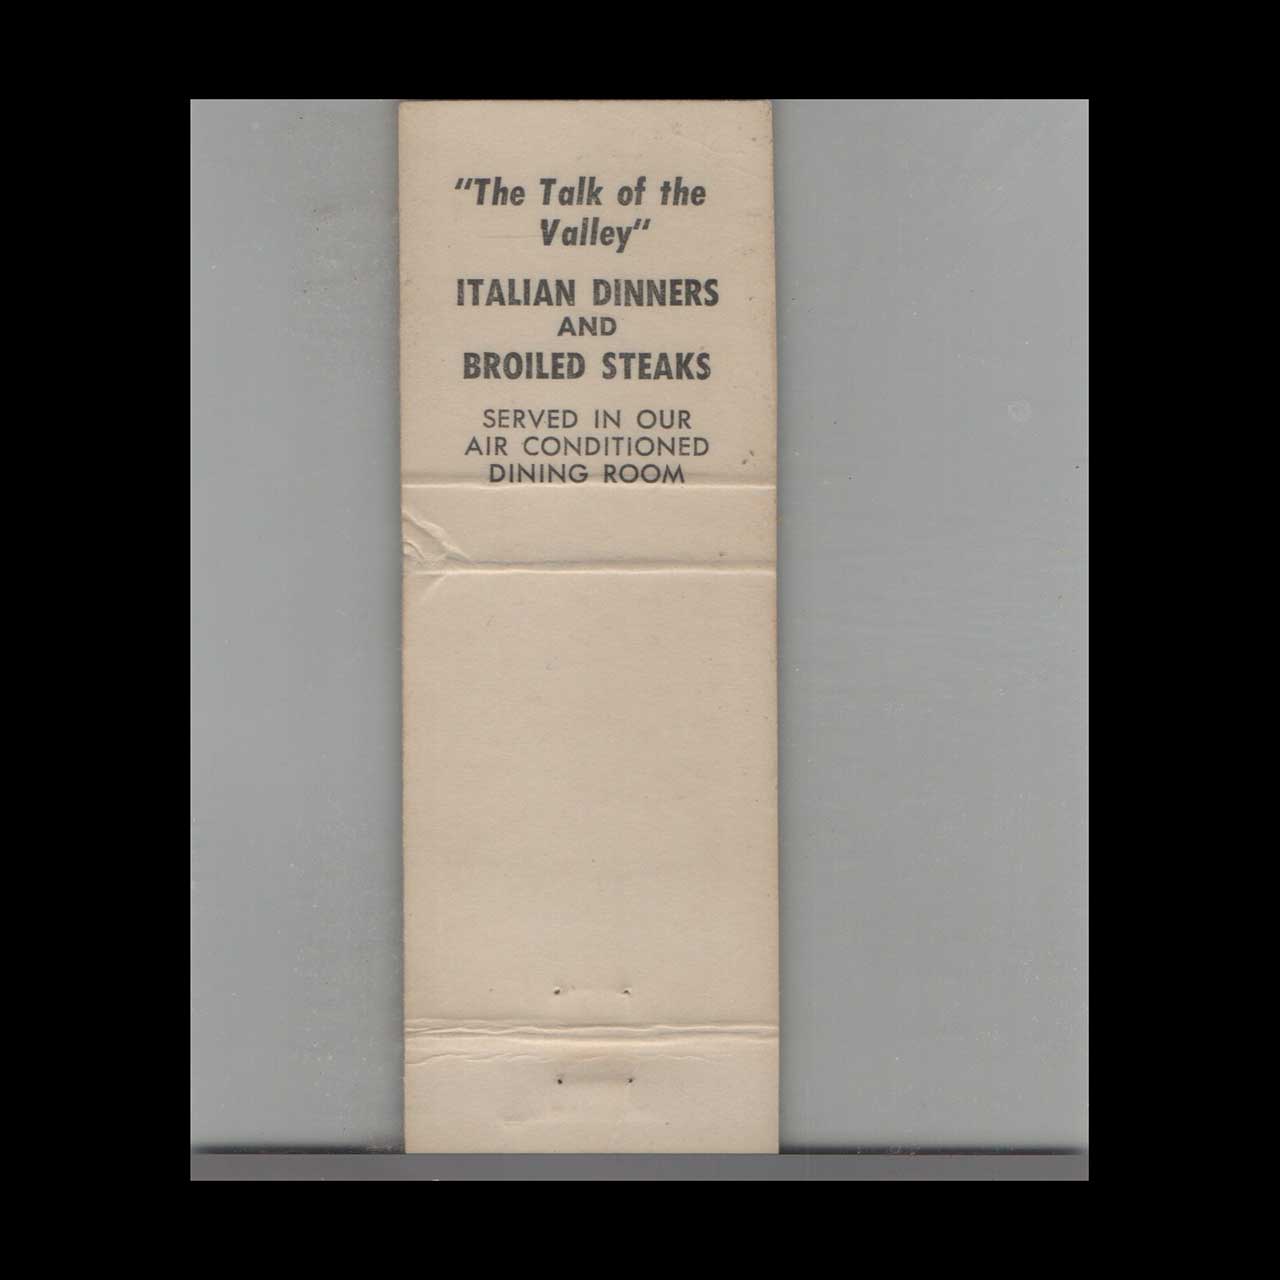 "The Talk of the
Valley"
ITALIAN DINNERS
AND
BROILED STEAKS
SERVED IN OUR
AIR CONDITIONED
DINING ROOM